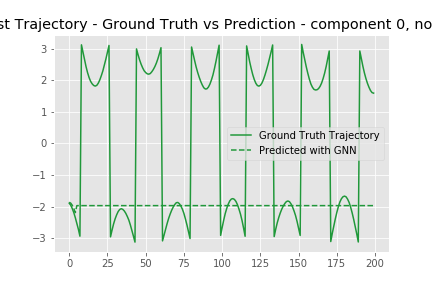 st Trajectory - Ground Truth vs Prediction - component 0, no
3
2
1
0
−1
−2
−3
Ground Truth Trajectory
Predicted with GNN
0 25 50 75 100 125 150 175 200